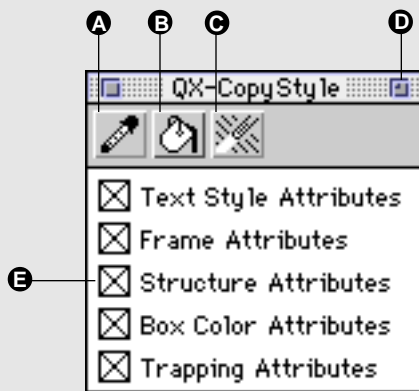 A B C D
QX-CopyStyle
Text Style Attributes
Frame Attributes
E Structure Attributes
Box Color Attributes
Trapping Attributes